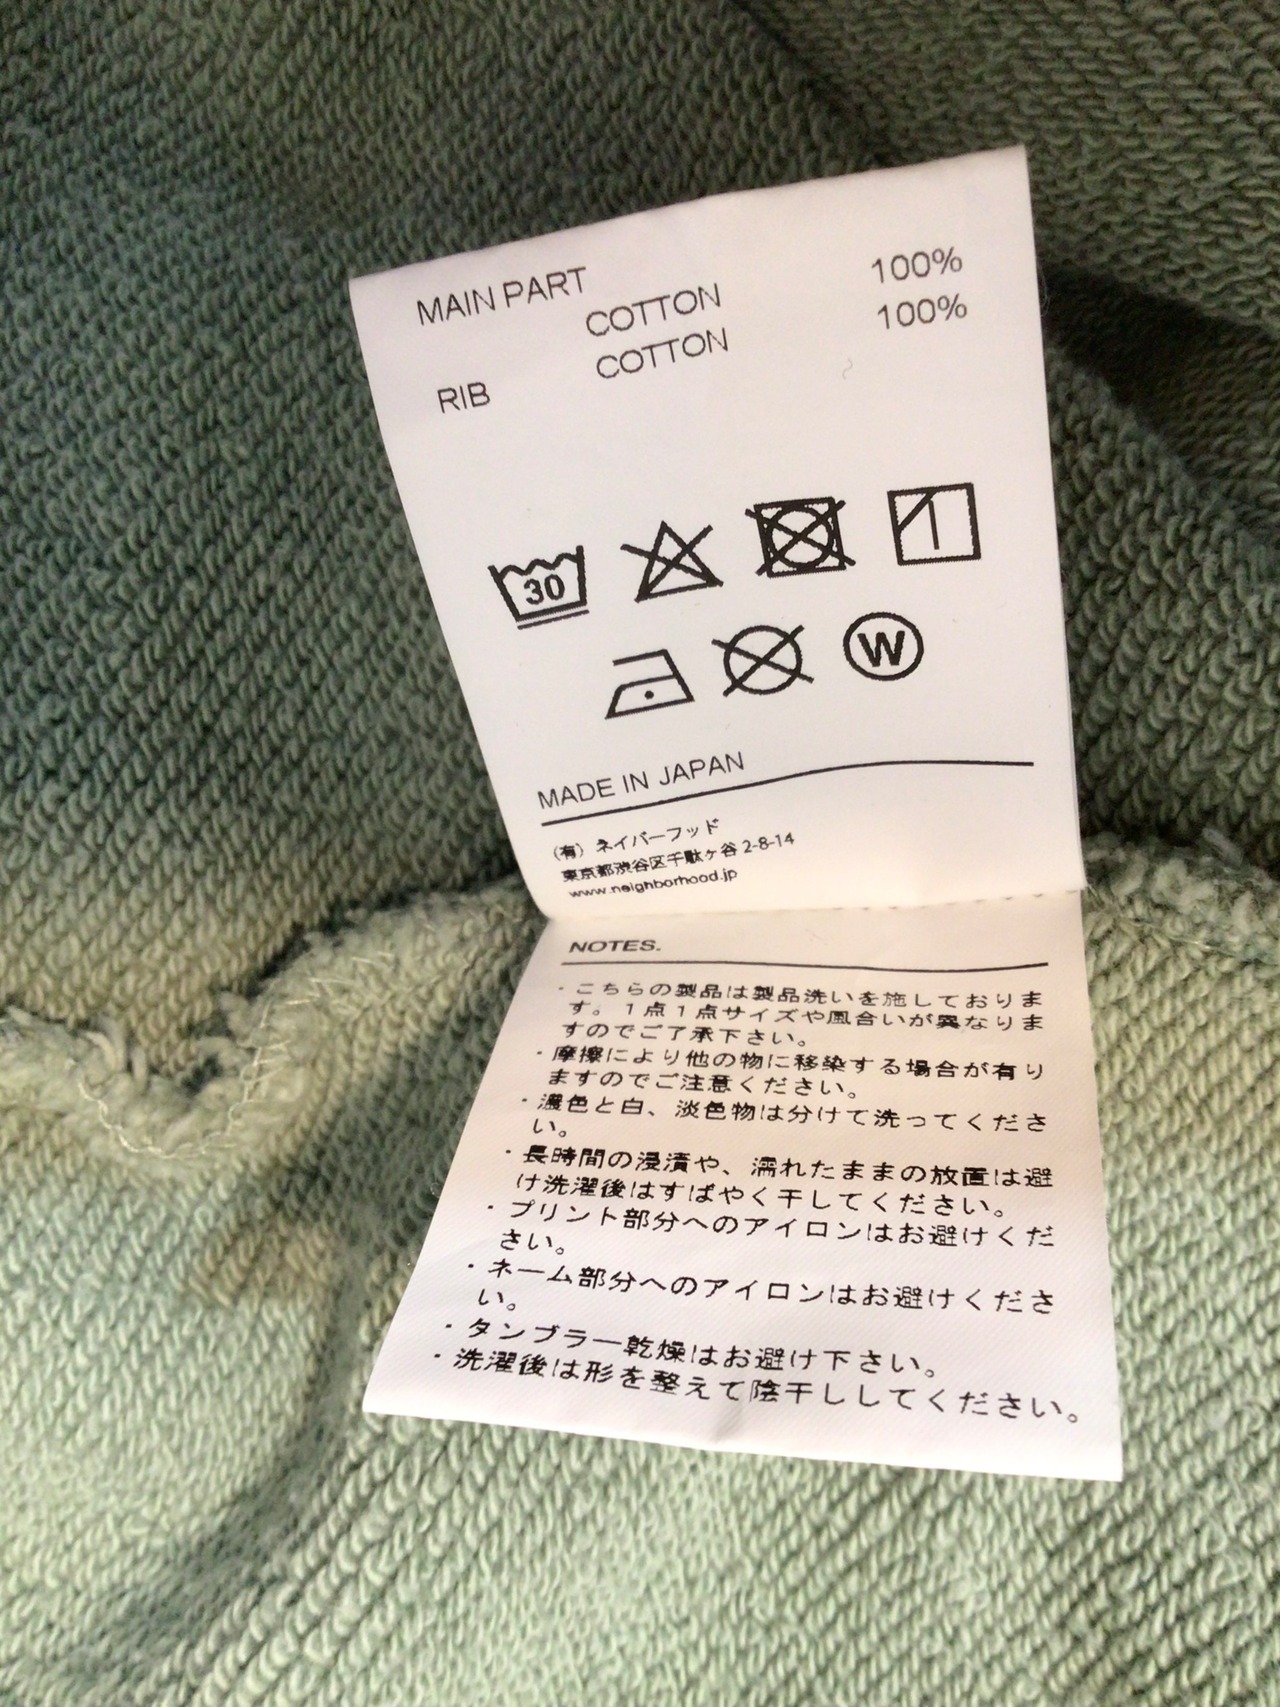 MAIN PART
COTTON 100%
COTTON 100%
RIB
30
W
MADE IN JAPAN
(有) ネイバーフッド
東京都渋谷区千駄ヶ谷 2-8-14
www.neighborhood.jp
NOTES.
・こちらの製品は製品洗いを施しておりま
す。1点1点サイズや風合いが異なりま
すのでご了承下さい。
・摩擦により他の物に移染する場合が有り
ますのでご注意ください。
・濃色と白、淡色物は分けて洗ってくださ
い。
・長時間の浸漬や、濡れたままの放置は避
け洗濯後はすばやく干してください。
・プリント部分へのアイロンはお避けくだ
さい。
・ネーム部分へのアイロンはお避けくださ
い。
・タンブラー乾燥はお避け下さい。
・洗濯後は形を整えて陰干ししてください。